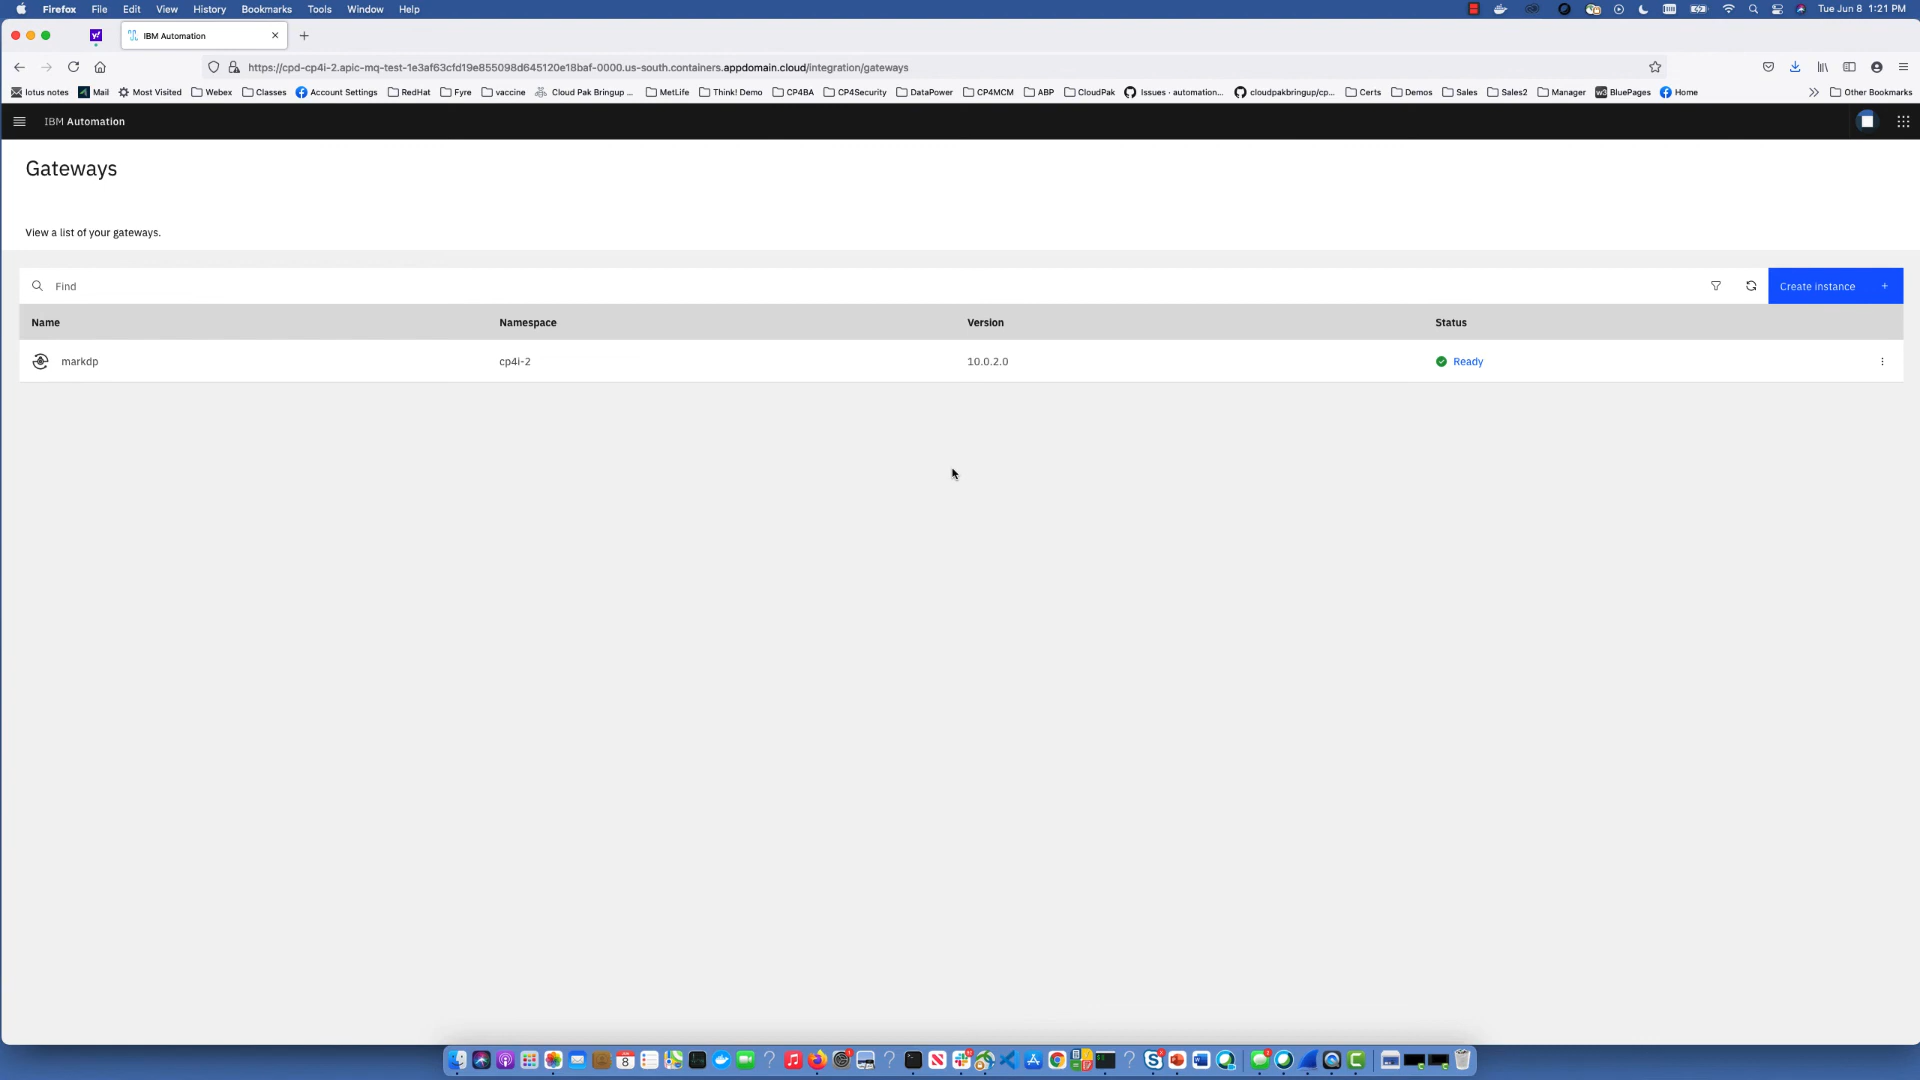 Firefox File Edit View History Bookmarks Tools Window Help Tue Jun 8 1:21 PM
IBM Automation
https://cpd-cp4i-2.apic-mq-test-1e3af63cfd19e855098d645120e18baf-0000.us-south.containers.appdomain.cloud/integration/gateways
lotus notes Mail Most Visited Webex Classes Account Settings RedHat Fyre vaccine Cloud Pak Bringup ... MetLife Think! Demo CP4BA CP4Security DataPower CP4MCM ABP CloudPak Issues · automation... cloudpakbringup/cp... Certs Demos Sales Sales2 Manager BluePages Home Other Bookmarks
IBM Automation
Gateways
View a list of your gateways.
Find Create instance +
Name Namespace Version Status
markdp cp4i-2 10.0.2.0 Ready